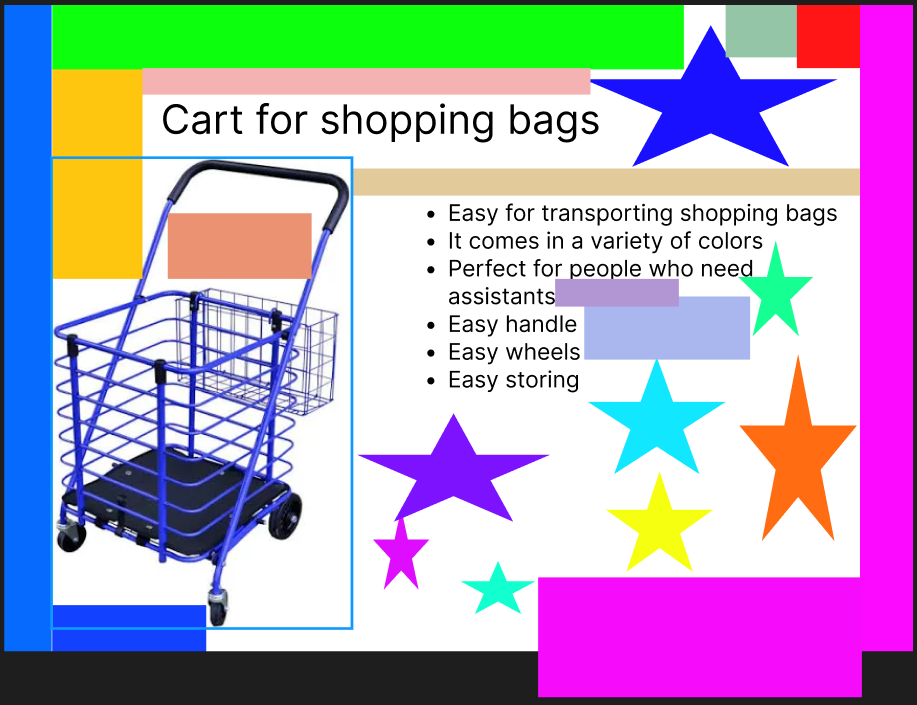 Cart for shopping bags
• Easy for transporting shopping bags
• It comes in a variety of colors
• Perfect for people who need
assistants
• Easy handle
• Easy wheels
• Easy storing